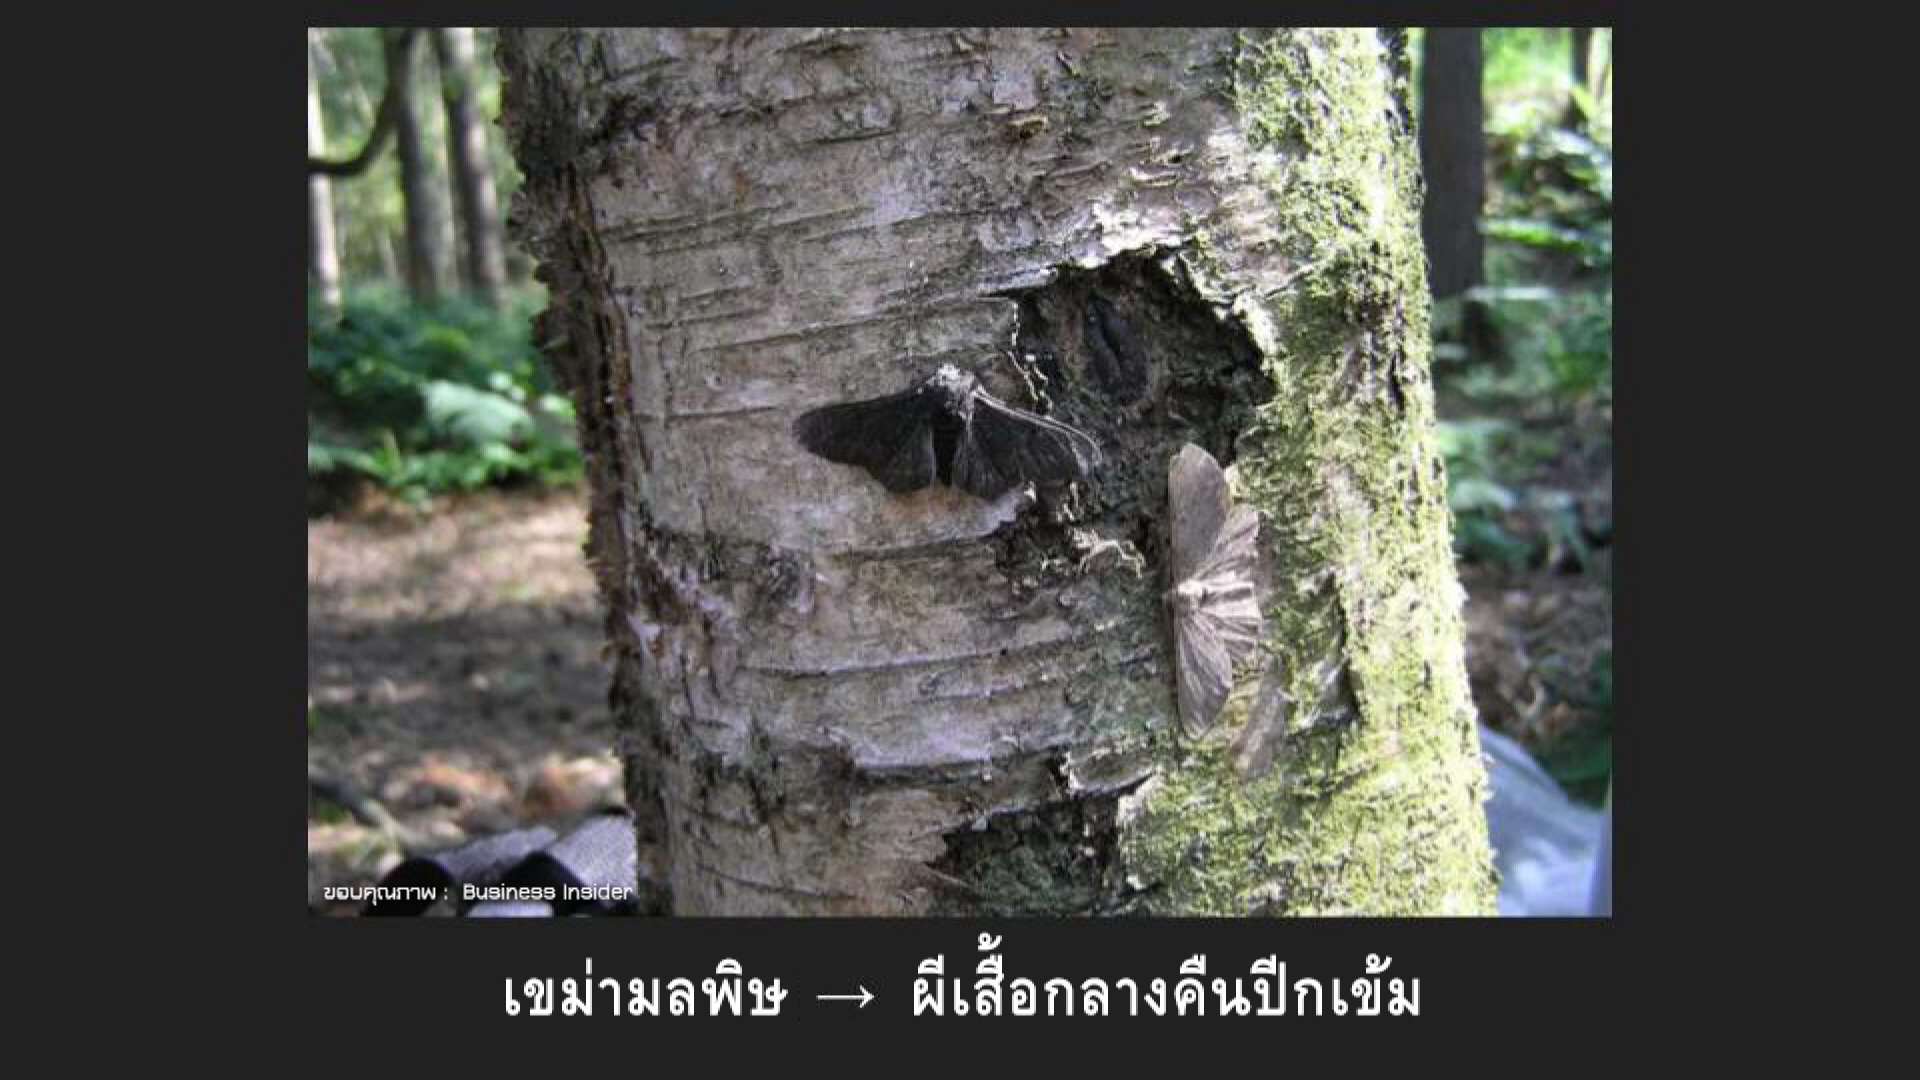 ขอบคุณภาพ : Business Insider
เขม่ามลพิษ → ผีเสื้อกลางคืนปีกเข้ม